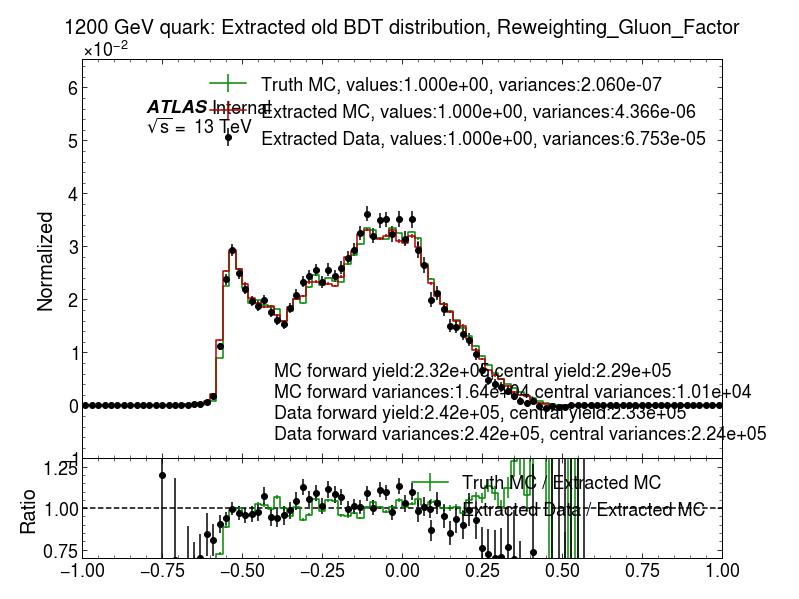 1200 GeV quark: Extracted old BDT distribution, Reweighting_Gluon_Factor
×10−2
Truth MC, values:1.000e+00, variances:2.060e-07
ATLAS Internal
Extracted MC, values:1.000e+00, variances:4.366e-06
√s = 13 TeV
Extracted Data, values:1.000e+00, variances:6.753e-05
6
5
4
3
2
1
0
1
Normalized
MC forward yield:2.32e+05, central yield:2.29e+05
MC forward variances:1.64e+04, central variances:1.01e+04
Data forward yield:2.42e+05, central yield:2.33e+05
Data forward variances:2.42e+05, central variances:2.24e+05
1.25
1.00
0.75
Ratio
Truth MC / Extracted MC
Extracted Data / Extracted MC
−1.00 −0.75 −0.50 −0.25 0.00 0.25 0.50 0.75 1.00